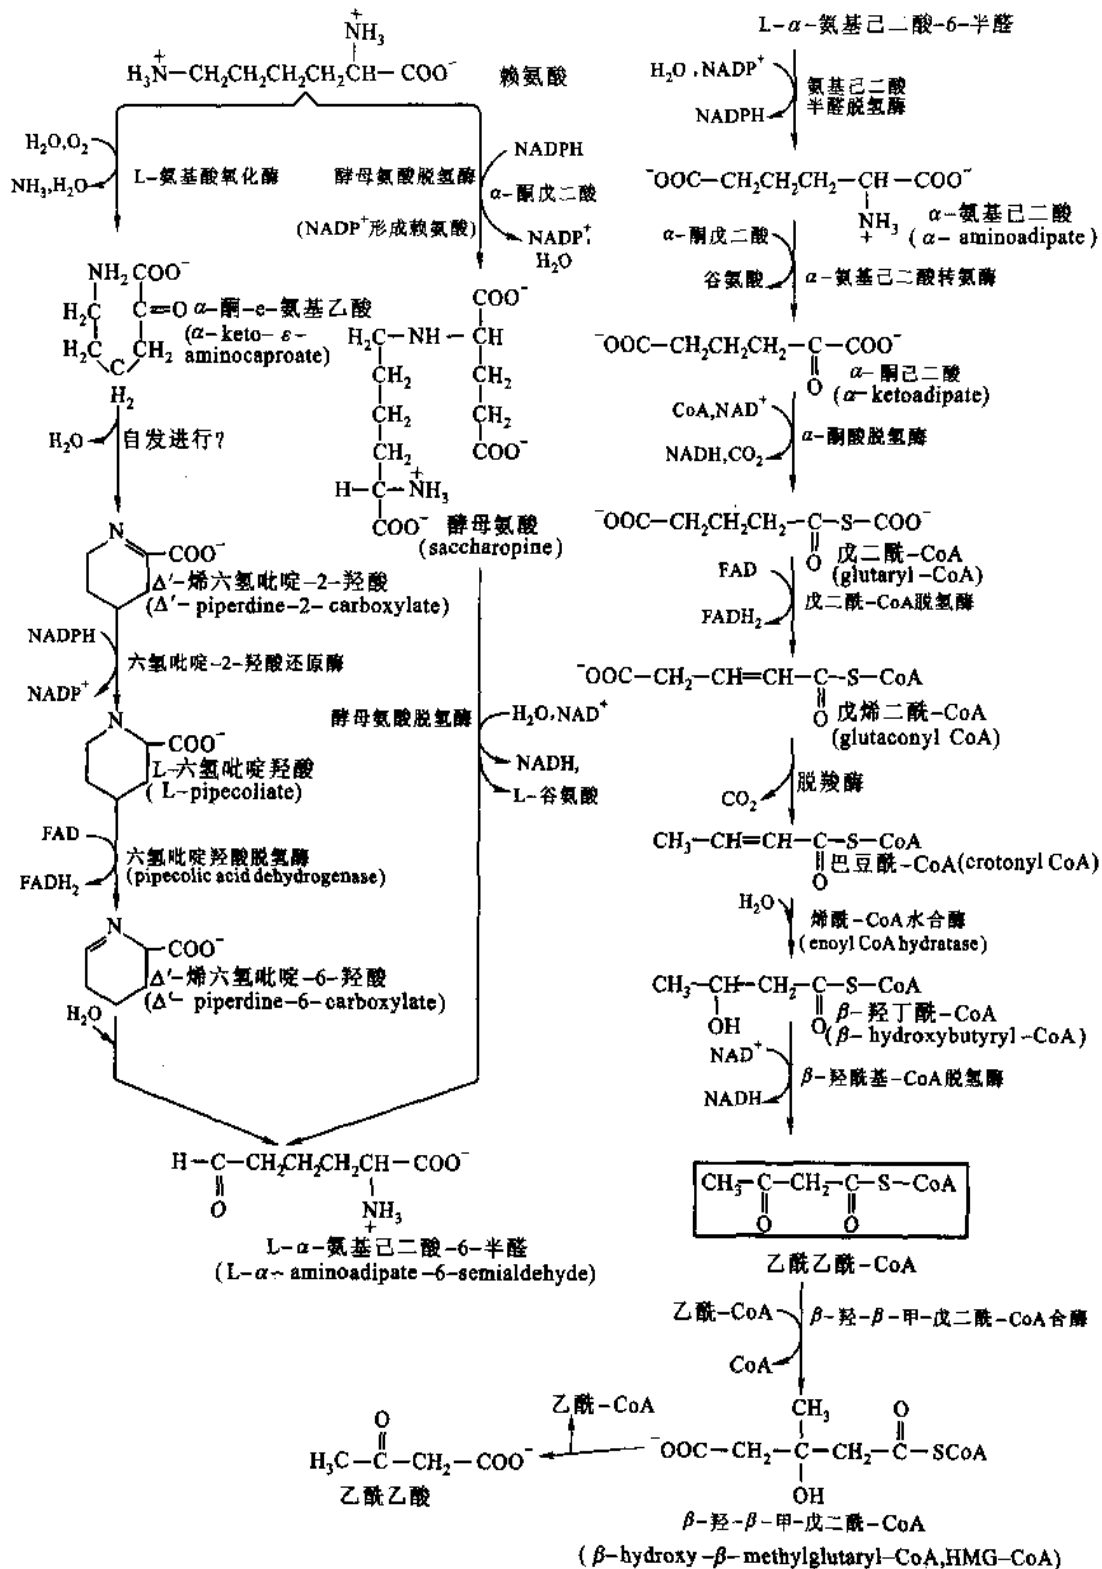 NH₃⁺
H₃N⁺—CH₂CH₂CH₂CH₂CH—COO⁻
赖氨酸
H₂O,O₂
NH₃,H₂O
L-氨基酸氧化酶
酵母氨酸脱氢酶
(NADP⁺形成赖氨酸)
NADPH
α-酮戊二酸
NADP⁺,
H₂O
NH₂ COO⁻
H₂C C=O
H₂C CH₂
C
H₂
α-酮-e-氨基乙酸
(α-keto-ε-
aminocaproate)
H₂O
自发进行?
COO⁻
H₂C—NH—CH
CH₂ CH₂
CH₂ CH₂
CH₂ COO⁻
H—C—NH₃⁺
COO⁻
酵母氨酸
(saccharopine)
N
COO⁻
Δ′-烯六氢吡啶-2-羟酸
(Δ′-piperdine-2-carboxylate)
NADPH
NADP⁺
六氢吡啶-2-羟酸还原酶
N
COO⁻
L-六氢吡啶羟酸
(L-pipecoliate)
FAD
FADH₂
六氢吡啶羟酸脱氢酶
(pipecolic acid dehydrogenase)
N
COO⁻
Δ′-烯六氢吡啶-6-羟酸
(Δ′-piperdine-6-carboxylate)
H₂O
酵母氨酸脱氢酶
H₂O,NAD⁺
NADH,
L-谷氨酸
H—C—CH₂CH₂CH₂CH—COO⁻
O NH₃⁺
L-α-氨基己二酸-6-半醛
(L-α-aminoadipate-6-semialdehyde)
L-α-氨基己二酸-6-半醛
H₂O,NADP⁺
NADPH
氨基己二酸
半醛脱氢酶
⁻OOC—CH₂CH₂CH₂—CH—COO⁻
NH₃⁺
α-氨基己二酸
(α-aminoadipate)
α-酮戊二酸
谷氨酸
α-氨基己二酸转氨酶
⁻OOC—CH₂CH₂CH₂—C—COO⁻
O
α-酮己二酸
(α-ketoadipate)
CoA,NAD⁺
NADH,CO₂
α-酮酸脱氢酶
⁻OOC—CH₂CH₂CH₂—C—S—COO⁻
O
戊二酰-CoA
(glutaryl-CoA)
FAD
FADH₂
戊二酰-CoA脱氢酶
⁻OOC—CH₂—CH=CH—C—S—CoA
O
戊烯二酰-CoA
(glutaconyl CoA)
CO₂
脱羧酶
CH₃—CH=CH—C—S—CoA
O
巴豆酰-CoA(crotonyl CoA)
H₂O
烯酰-CoA水合酶
(enoyl CoA hydratase)
CH₃—CH—CH₂—C—S—CoA
OH O
β-羟丁酰-CoA
(β-hydroxybutyryl-CoA)
NAD⁺
NADH
β-羟酰基-CoA脱氢酶
CH₃—C—CH₂—C—S—CoA
O O
乙酰乙酰-CoA
乙酰-CoA
CoA
β-羟-β-甲-戊二酰-CoA合酶
CH₃ O
⁻OOC—CH₂—C—CH₂—C—SCoA
OH
β-羟-β-甲-戊二酰-CoA
(β-hydroxy-β-methylglutaryl-CoA,HMG-CoA)
乙酰-CoA
O
H₃C—C—CH₂—COO⁻
乙酰乙酸